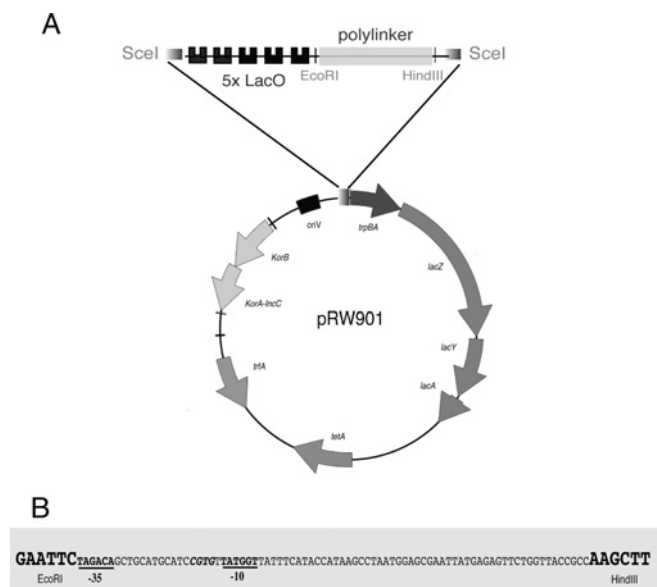 A
polylinker
SceI
SceI
5x LacO
EcoRI
HindIII
oriV
trpBA
KorB
lacZ
KorA-IncC
pRW901
lacY
trfA
lacA
tetA
B
GAATTCTAGACAGCTGCATGCATCCGTGTTATGGTTATTTCATACCATAAGCCTAATGGAGCGAATTATGAGAGTTCTGGTTACCGCCAAGCTT
EcoRI -35 -10 HindIII